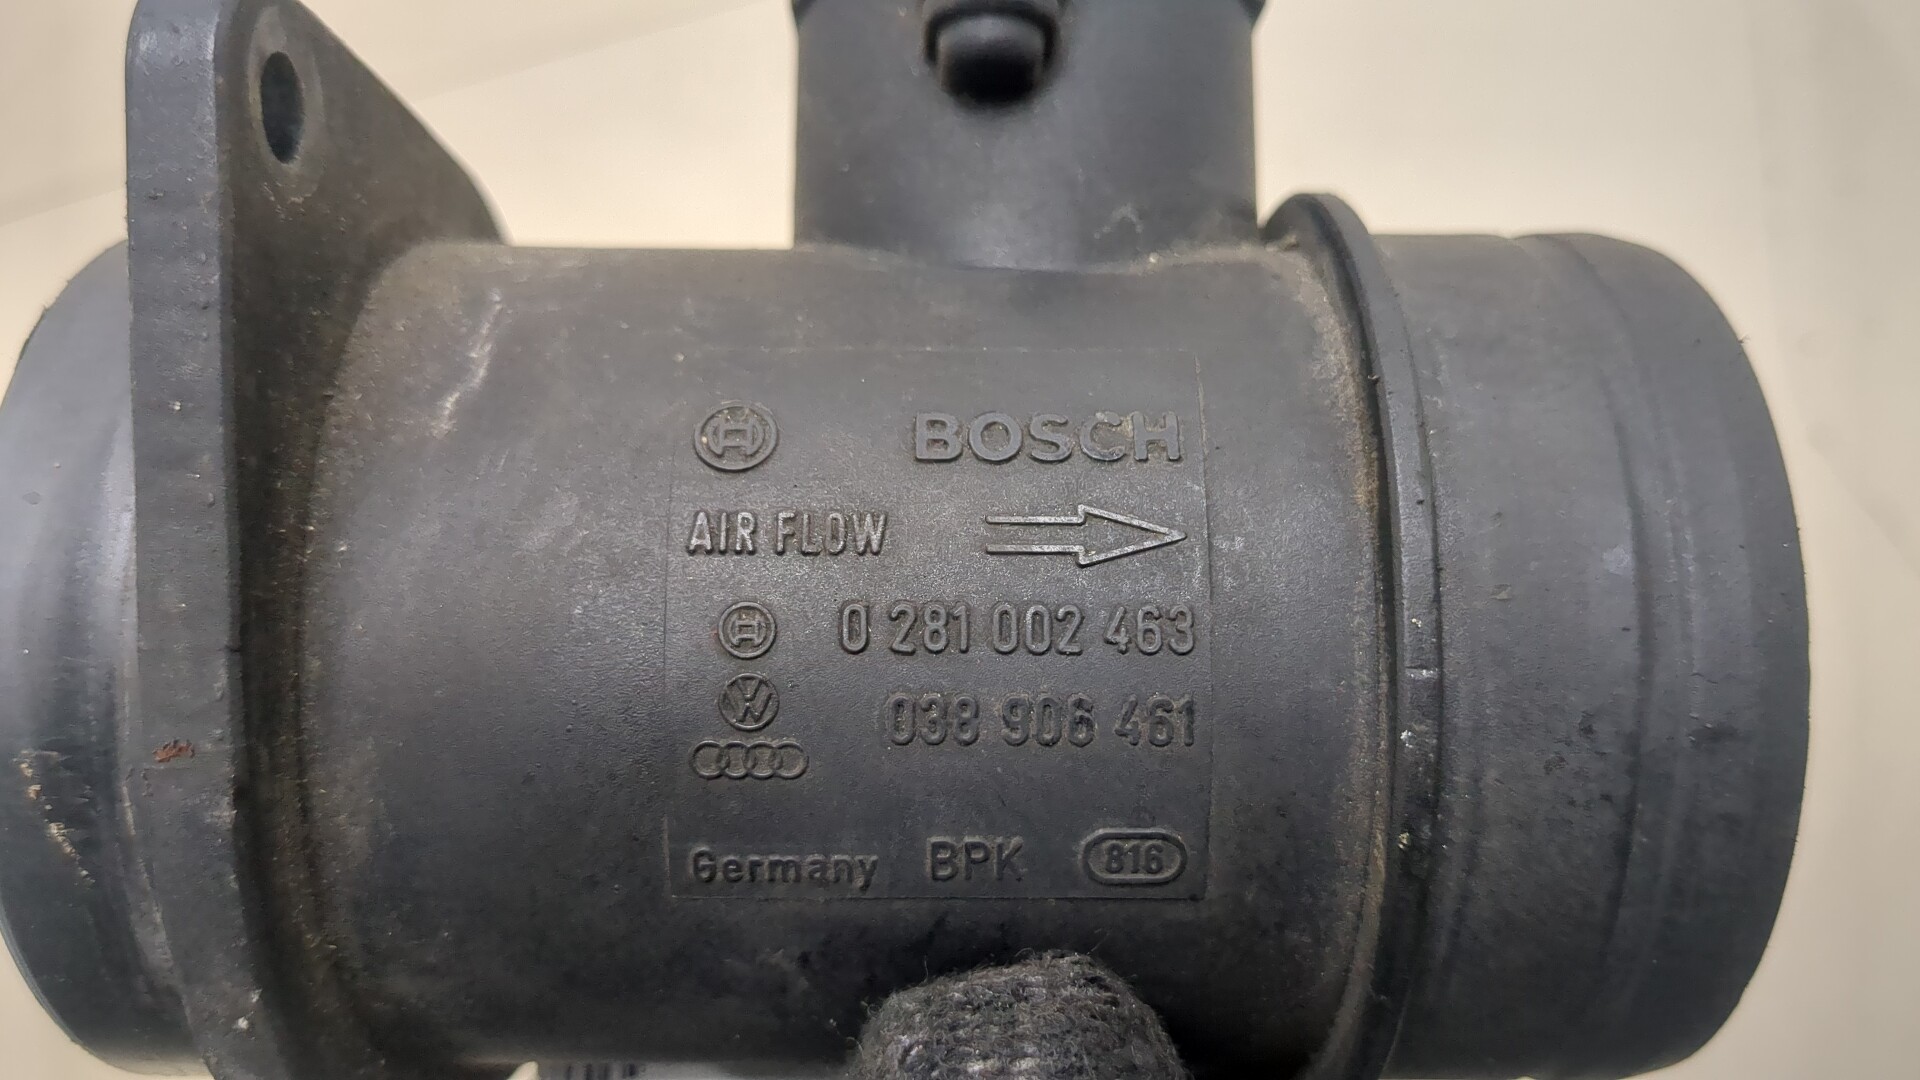 BOSCH
AIR FLOW
0 281 002 463
038 906 461
Germany BPK 816